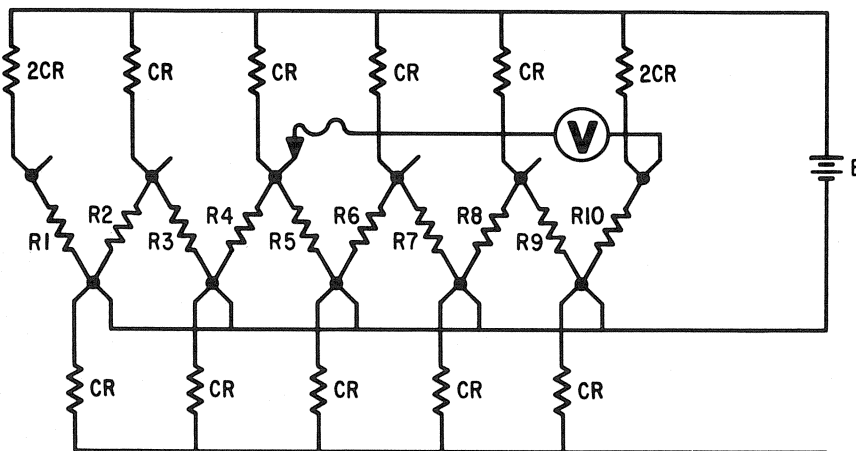 2CR CR CR CR CR 2CR
V
E
R1 R2 R3 R4 R5 R6 R7 R8 R9 R10
CR CR CR CR CR